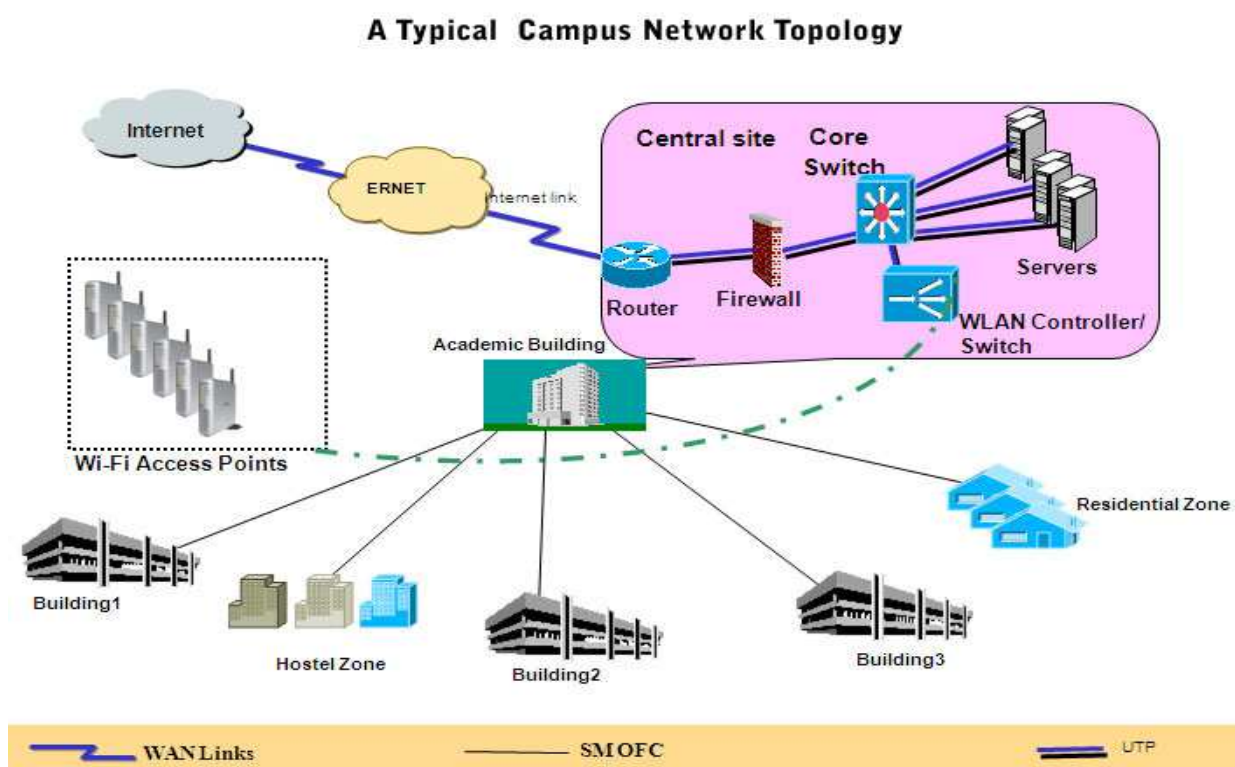 A Typical Campus Network Topology
Internet
ERNET
Internet link
Central site
Core
Switch
Servers
Router
Firewall
WLAN Controller/
Switch
Academic Building
Wi-Fi Access Points
Residential Zone
Building1
Hostel Zone
Building2
Building3
WAN Links
SM OFC
UTP